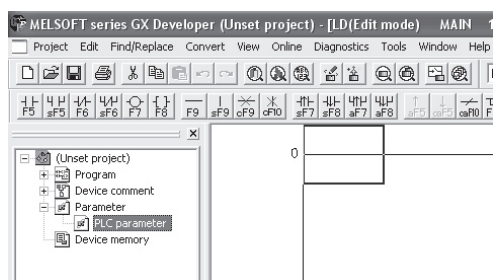 MELSOFT series GX Developer (Unset project) - [LD(Edit mode) MAIN 1
Project Edit Find/Replace Convert View Online Diagnostics Tools Window Help
F5 sF5 F6 sF6 F7 F8 F9 sF9 cF9 cF10 sF7 sF8 aF7 aF8 aF5 caF5 caF10 F
(Unset project)
0
Program
Device comment
Parameter
PLC parameter
Device memory